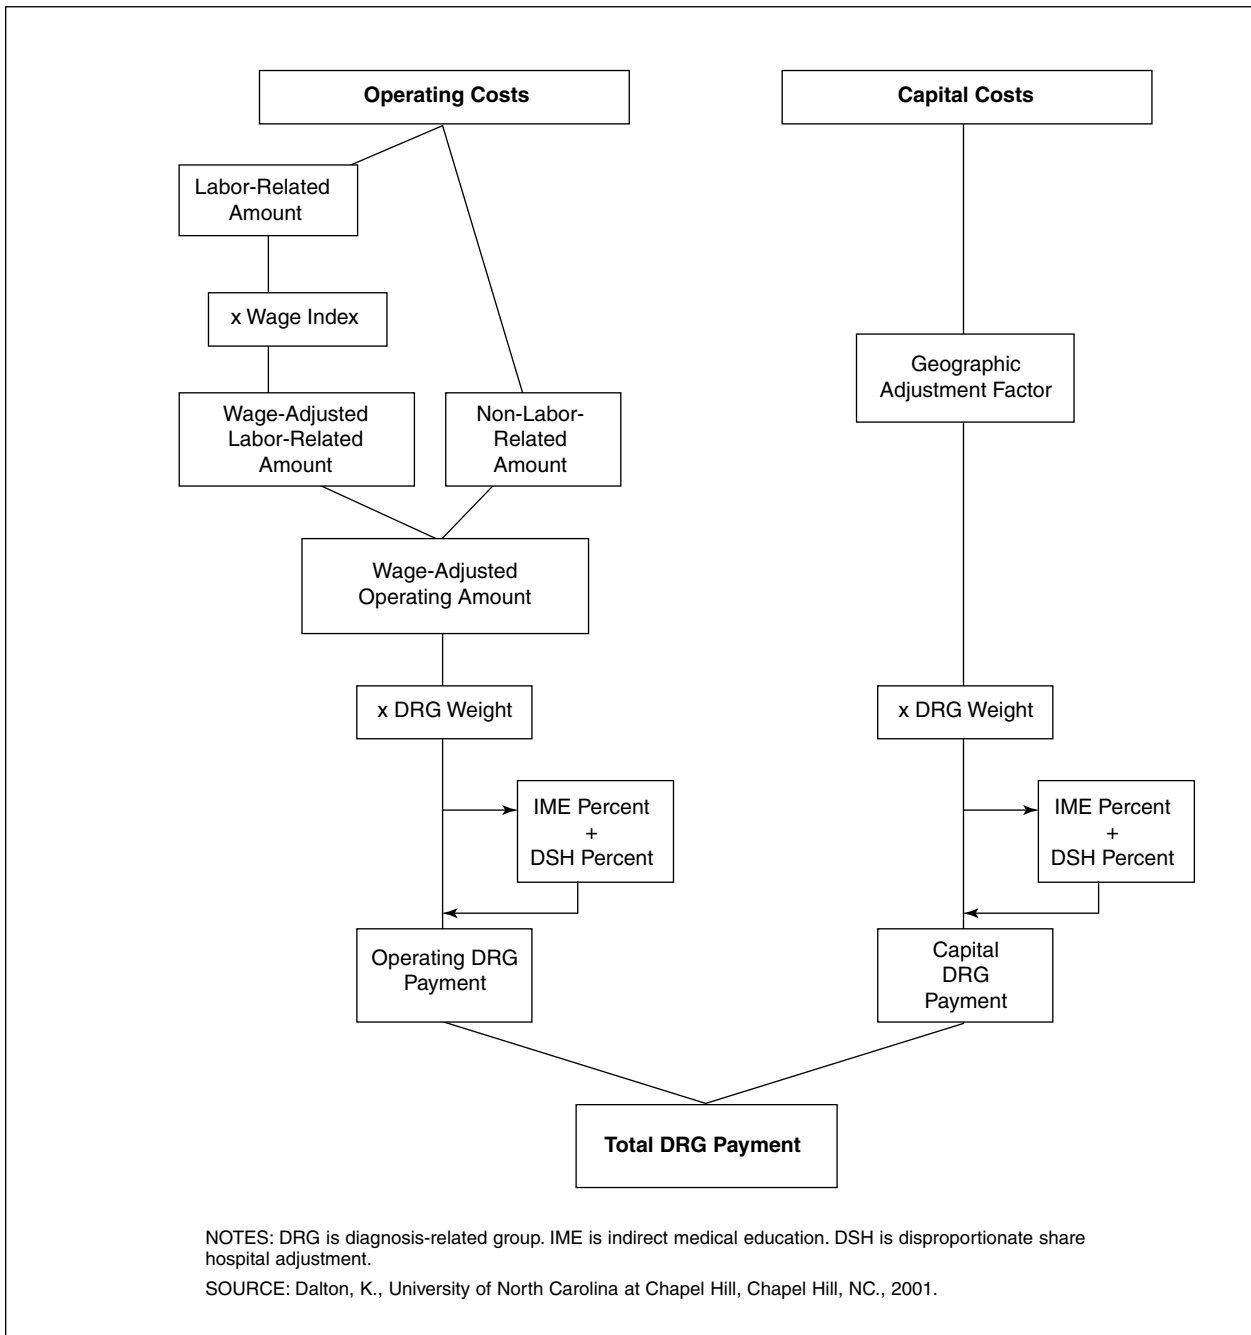 Operating Costs
Capital Costs
Labor-Related
Amount
x Wage Index
Geographic
Adjustment Factor
Wage-Adjusted
Labor-Related
Amount
Non-Labor-
Related
Amount
Wage-Adjusted
Operating Amount
x DRG Weight
x DRG Weight
IME Percent
+
DSH Percent
IME Percent
+
DSH Percent
Operating DRG
Payment
Capital
DRG
Payment
Total DRG Payment
NOTES: DRG is diagnosis-related group. IME is indirect medical education. DSH is disproportionate share
hospital adjustment.
SOURCE: Dalton, K., University of North Carolina at Chapel Hill, Chapel Hill, NC., 2001.